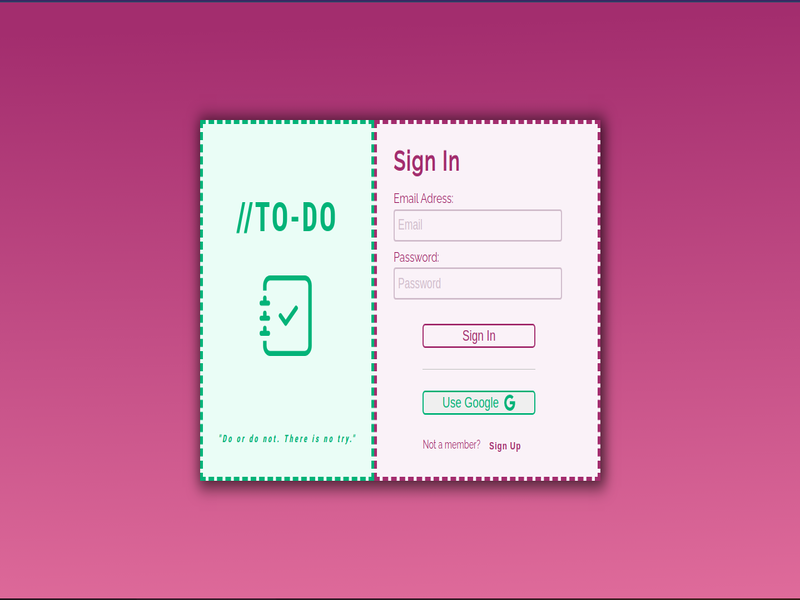 //TO-DO
"Do or do not. There is no try."
Sign In
Email Adress:
Email
Password:
Password
Sign In
Use Google G
Not a member? Sign Up